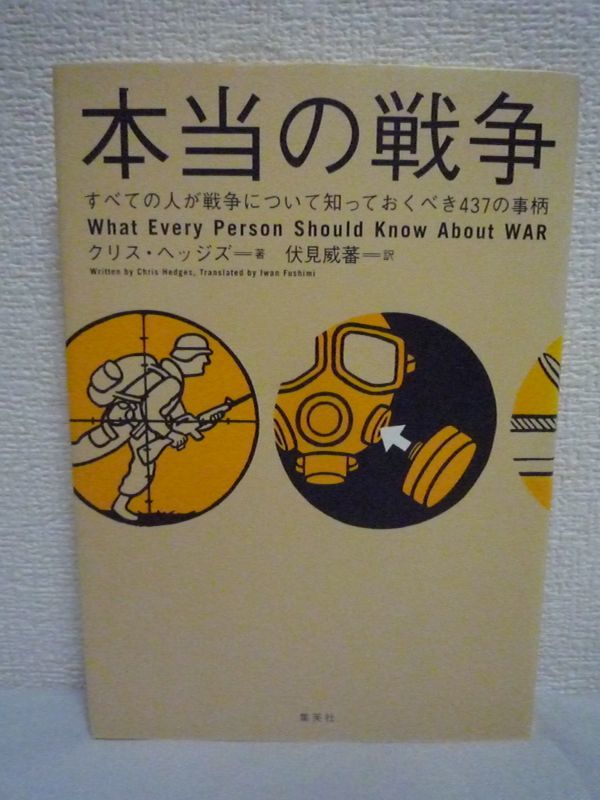 本当の戦争
すべての人が戦争について知っておくべき437の事柄
What Every Person Should Know About WAR
クリス・ヘッジズ=著 伏見威蕃=訳
Written by Chris Hedges, Translated by Iwan Fushimi
集英社